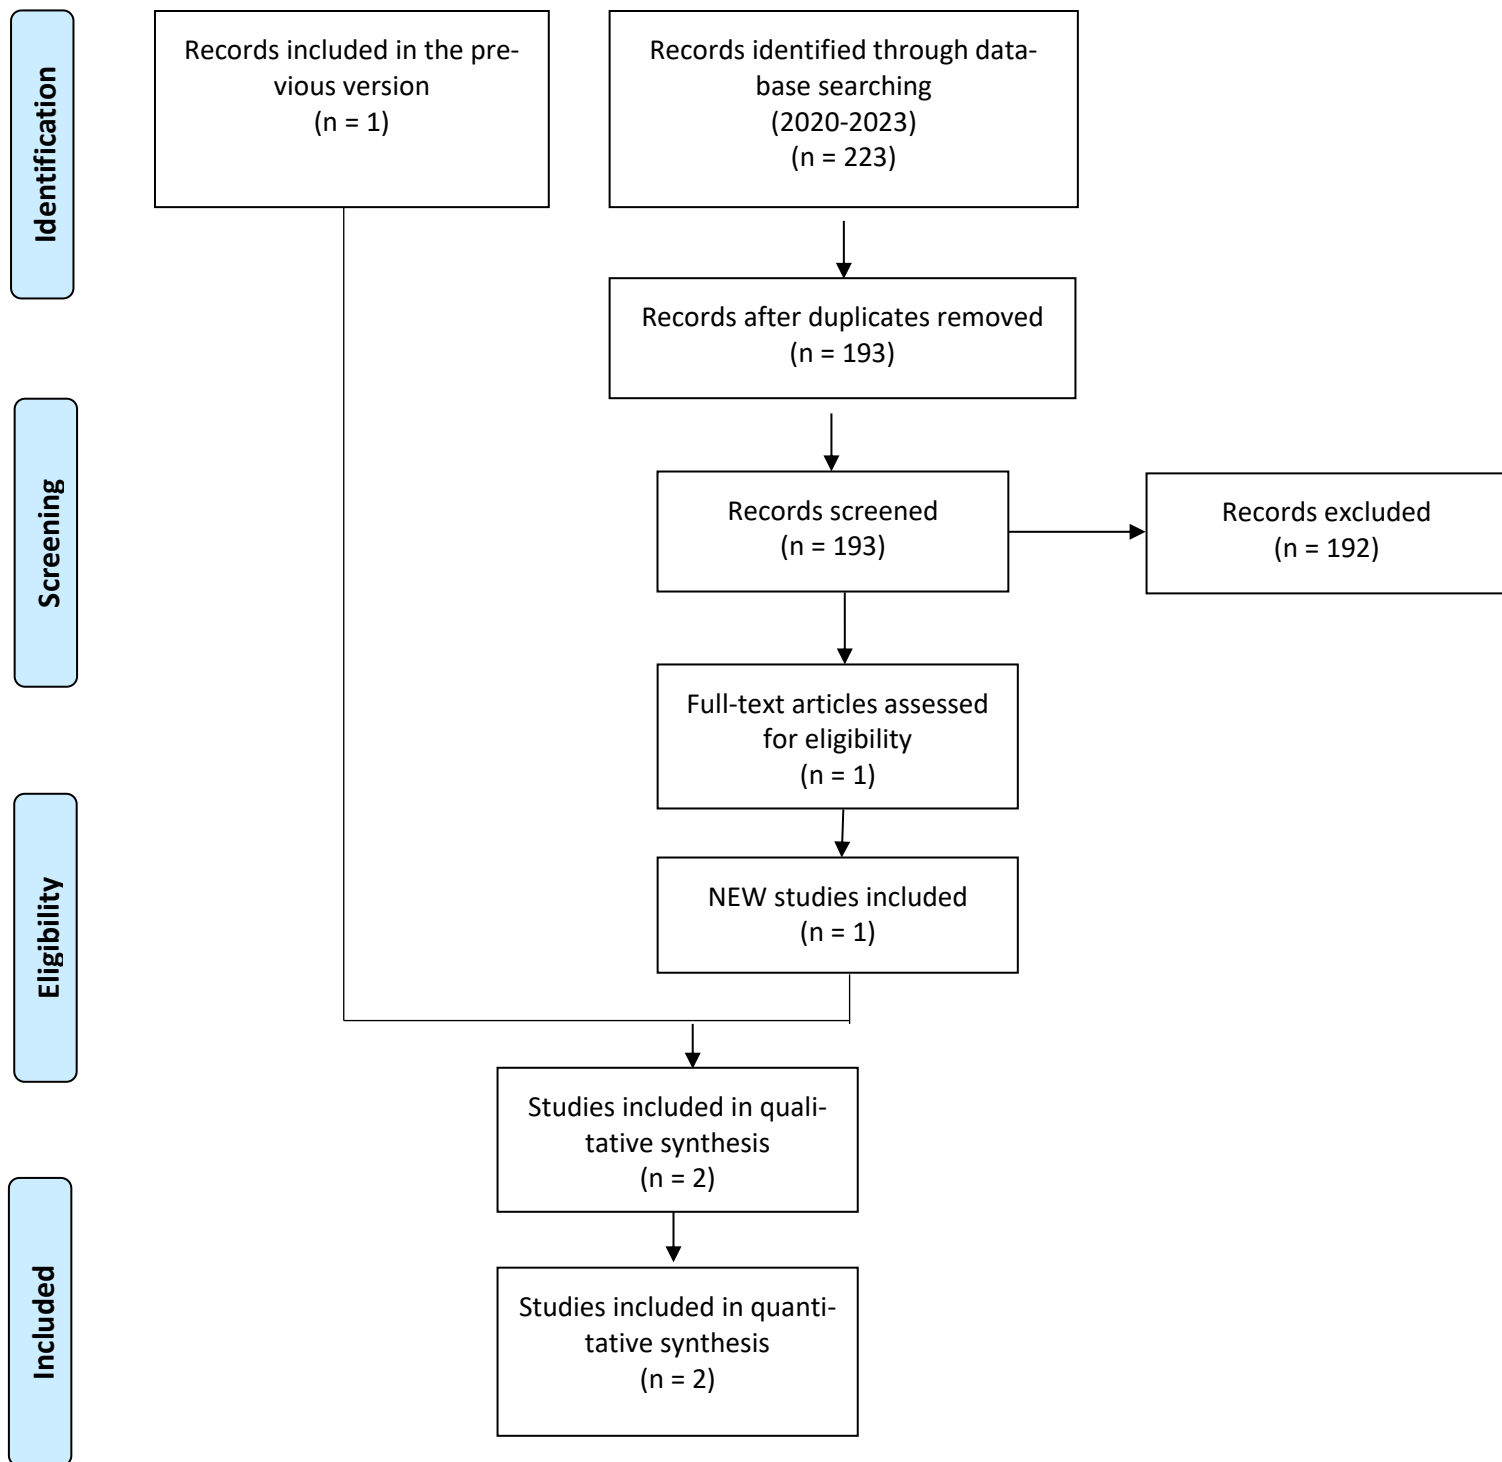 Identification
Records included in the pre-
vious version
(n = 1)
Records identified through data-
base searching
(2020-2023)
(n = 223)
Records after duplicates removed
(n = 193)
Screening
Records screened
(n = 193)
Records excluded
(n = 192)
Full-text articles assessed
for eligibility
(n = 1)
Eligibility
NEW studies included
(n = 1)
Studies included in quali-
tative synthesis
(n = 2)
Included
Studies included in quanti-
tative synthesis
(n = 2)